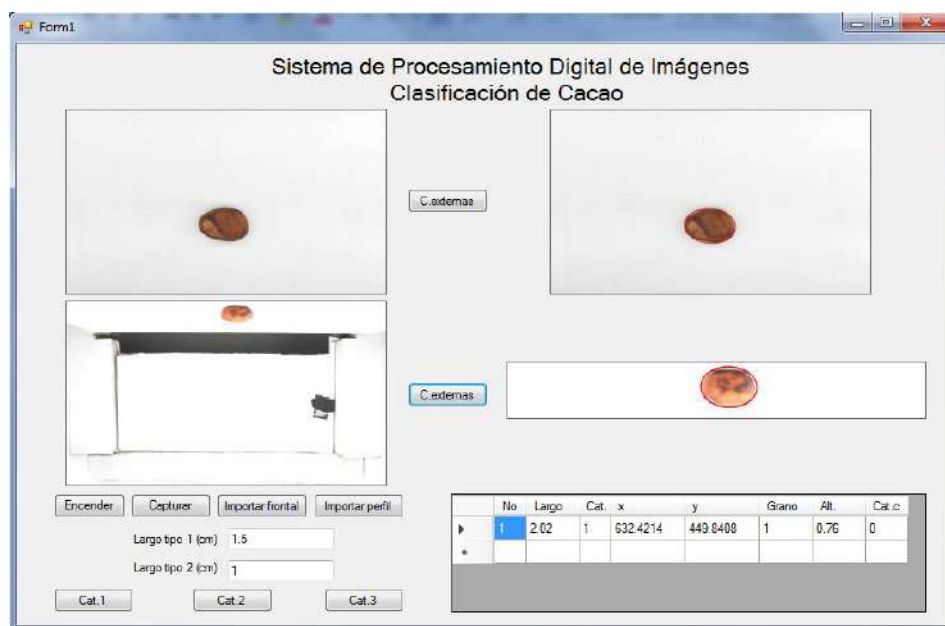 Form1
Sistema de Procesamiento Digital de Imágenes
Clasificación de Cacao
C.externas
C.externas
Encender Capturar Importar frontal Importar perfil
Largo tipo 1 (cm) 1.5
Largo tipo 2 (cm) 1
Cat.1 Cat.2 Cat.3
No Largo Cat. x y Grano Alt. Cat.c
1 2.02 1 632.4214 449.8408 1 0.76 0